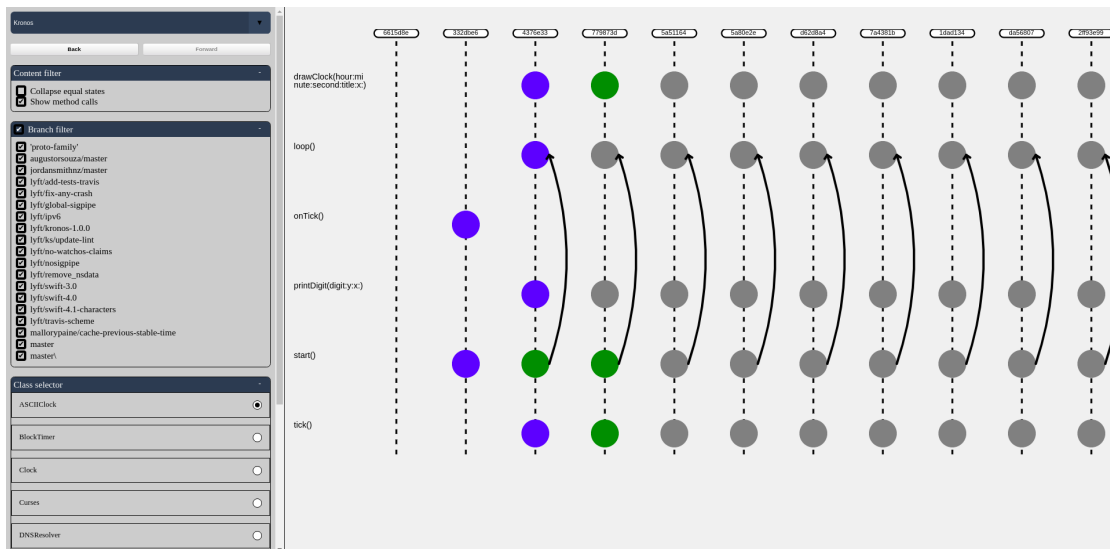 Kronos
Back
Forward
Content filter
-
Collapse equal states
Show method calls
Branch filter
-
'proto-family'
augustorsouza/master
jordansmithnz/master
lyft/add-tests-travis
lyft/fix-any-crash
lyft/global-sigpipe
lyft/ipv6
lyft/kronos-1.0.0
lyft/ks/update-lint
lyft/no-watchos-claims
lyft/nosigpipe
lyft/remove_nsdata
lyft/swift-3.0
lyft/swift-4.0
lyft/swift-4.1-characters
lyft/travis-scheme
mallorypaine/cache-previous-stable-time
master
master\
Class selector
-
ASCIIClock
BlockTimer
Clock
Curses
DNSResolver
6615d8e
332dbe6
4376e33
779873d
5a51164
5a80e2e
d62d8a4
7a4381b
1dad134
da56807
2ff93e99
drawClock(hour:mi
nute:second:title:x:)
loop()
onTick()
printDigit(digit:y:x:)
start()
tick()